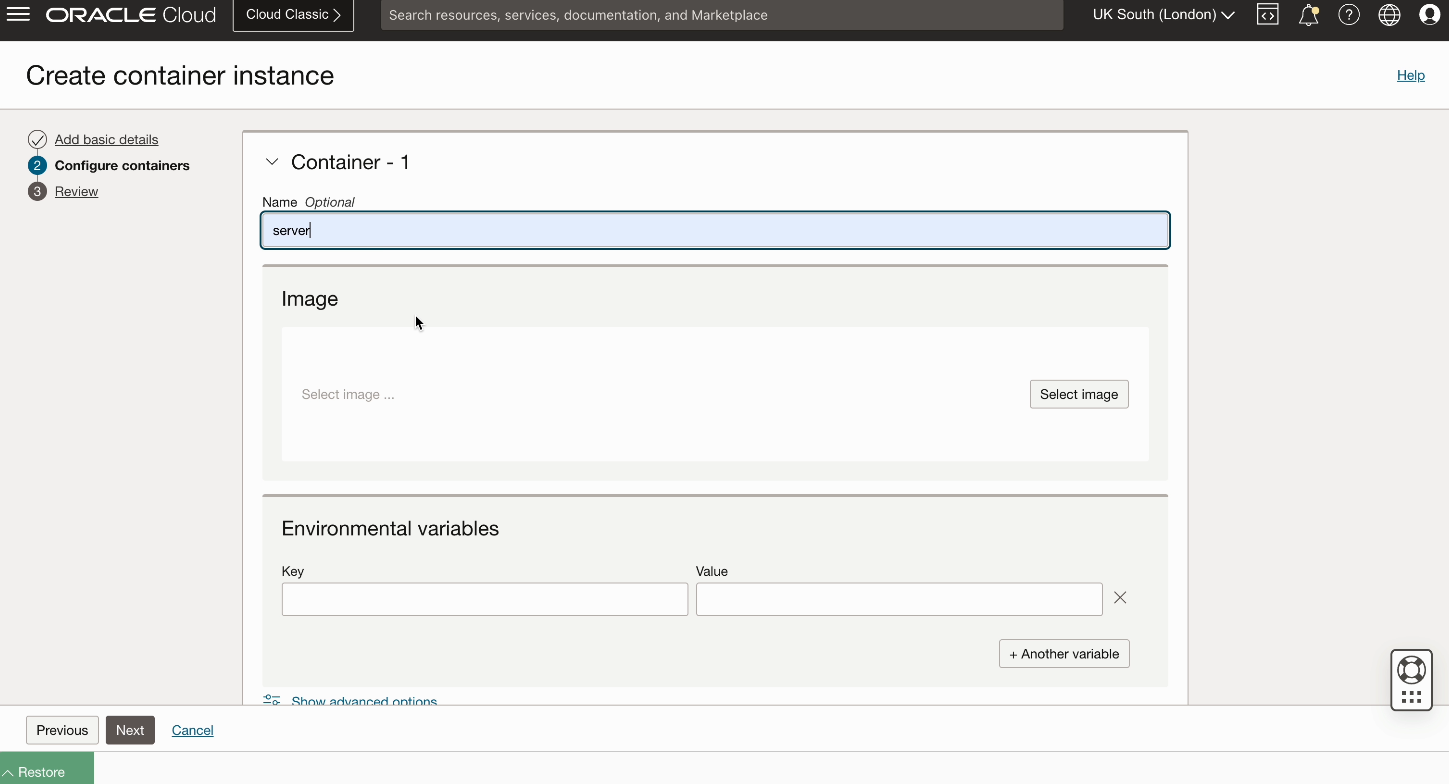 ORACLE Cloud
Cloud Classic
Search resources, services, documentation, and Marketplace
UK South (London)
Create container instance
Help
Add basic details
2 Configure containers
3 Review
Container - 1
Name Optional
server
Image
Select image ...
Select image
Environmental variables
Key Value
+ Another variable
Show advanced options
Previous Next Cancel
Restore